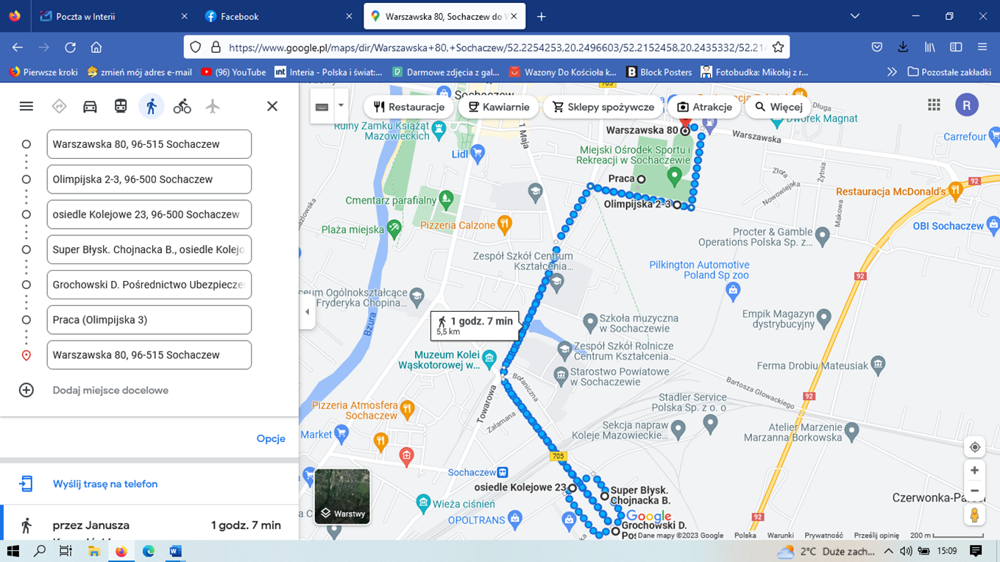 Poczta w Interii
Facebook
Warszawska 80, Sochaczew do W
https://www.google.pl/maps/dir/Warszawska+80,+Sochaczew/52.2254253,20.2496603/52.2152458,20.2435332/52.214
Pierwsze kroki
zmień mój adres e-mail
(96) YouTube
int Interia - Polska i świat:...
Darmowe zdjęcia z gal...
Wazony Do Kościoła k...
Block Posters
Fotobudka: Mikołaj z r...
Pozostałe zakładki
Warszawska 80, 96-515 Sochaczew
Olimpijska 2-3, 96-500 Sochaczew
osiedle Kolejowe 23, 96-500 Sochaczew
Super Błysk. Chojnacka B., osiedle Kolejo
Grochowski D. Pośrednictwo Ubezpiecze
Praca (Olimpijska 3)
Warszawska 80, 96-515 Sochaczew
Dodaj miejsce docelowe
Opcje
Wyślij trasę na telefon
przez Janusza
1 godz. 7 min
Restauracje
Kawiarnie
Sklepy spożywcze
Atrakcje
Więcej
R
705
Sochaczew
Ruiny Zamku Książąt
Mazowieckich
Lidl
1 Maja
Długa
Dworek Magnat
Warszawska
Carrefour
Warszawska 80
Miejski Ośrodek Sportu i
Rekreacji w Sochaczewie
Praca
Olimpijska 2-3
Złota
Nowowiejska
Żytnia
Makowa
92
Restauracja McDonald's
OBI Sochaczew
Cmentarz parafialny
Plaża miejska
Pizzeria Calzone
Procter & Gamble
Operations Polska Sp. z...
Zespół Szkół Centrum
Kształcenia...
Pilkington Automotive
Poland Sp zoo
92
ceum Ogólnokształcące
Fryderyka Chopina...
Bzura
1 godz. 7 min
5,5 km
Szkoła muzyczna
w Sochaczewie
Empik Magazyn
dystrybucyjny
Zespół Szkół Rolnicze
Centrum Kształcenia...
Muzeum Kolei
Wąskotorowej w...
Starostwo Powiatowe
w Sochaczewie
Ferma Drobiu Mateusiak
Botaniczna
Towarowa
Załamana
Bartosza Głowackiego
92
Stadler Service
Polska Sp. z o. o
Pizzeria Atmosfera
Sochaczew
Sekcja napraw
Koleje Mazowieckie...
Atelier Marzenie
Marzanna Borkowska
Market
705
Sochaczew
osiedle Kolejowe 23
Super Błysk.
Chojnacka B.
Wieża ciśnień
OPOLTRANS
Grochowski D.
Warstwy
Google
92
Dane mapy ©2023 Google
Polska
Warunki
Prywatność
Prześlij opinię
200 m
2°C Duże zach...
15:09